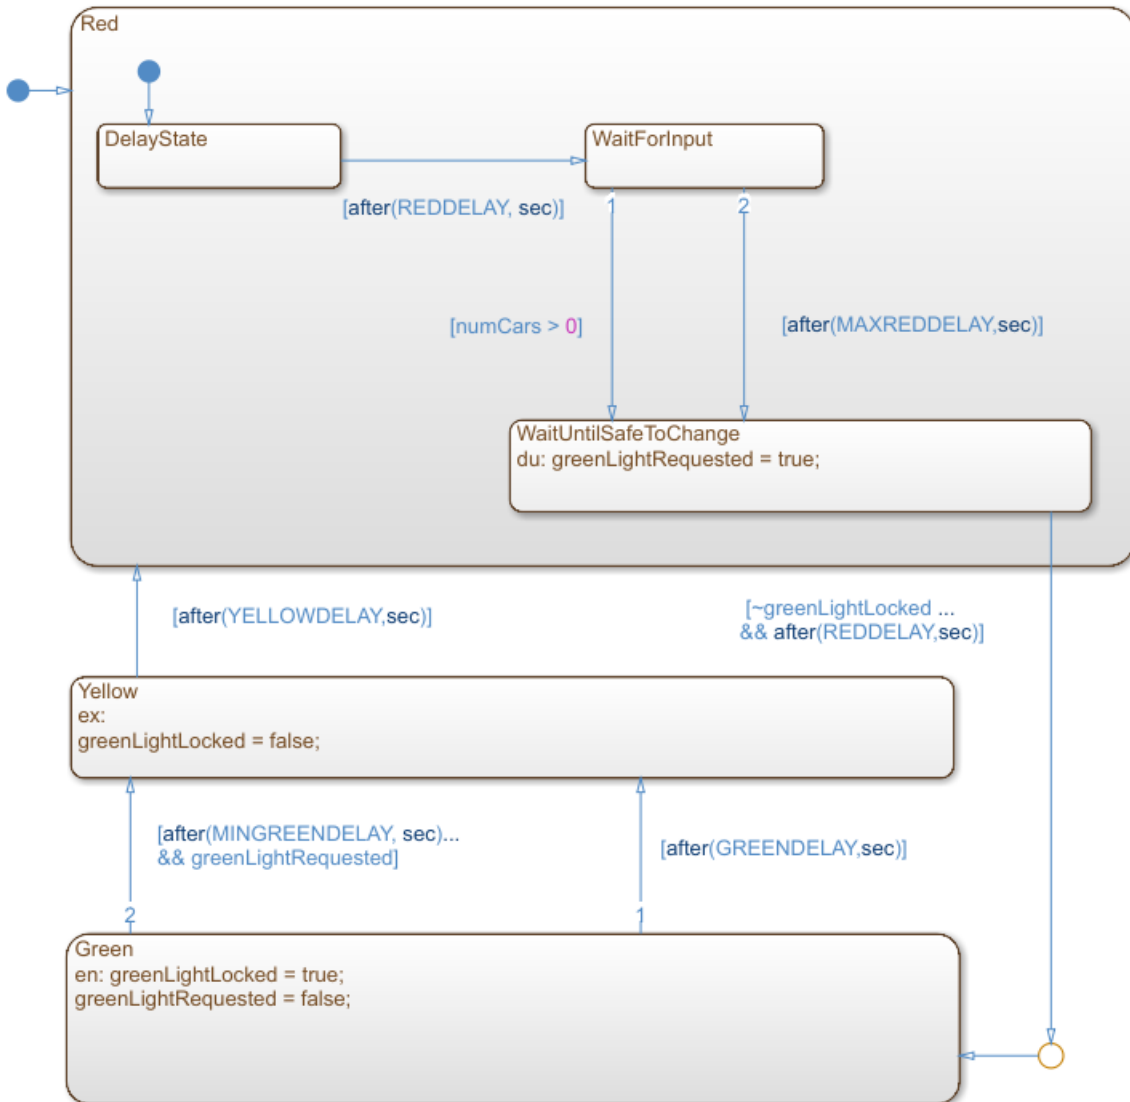 Red
DelayState
WaitForInput
[after(REDDELAY, sec)]
1
2
[numCars > 0]
[after(MAXREDDELAY,sec)]
WaitUntilSafeToChange
du: greenLightRequested = true;
[after(YELLOWDELAY,sec)]
[~greenLightLocked ...
&& after(REDDELAY,sec)]
Yellow
ex:
greenLightLocked = false;
[after(MINGREENDELAY, sec)...
&& greenLightRequested]
[after(GREENDELAY,sec)]
2
1
Green
en: greenLightLocked = true;
greenLightRequested = false;